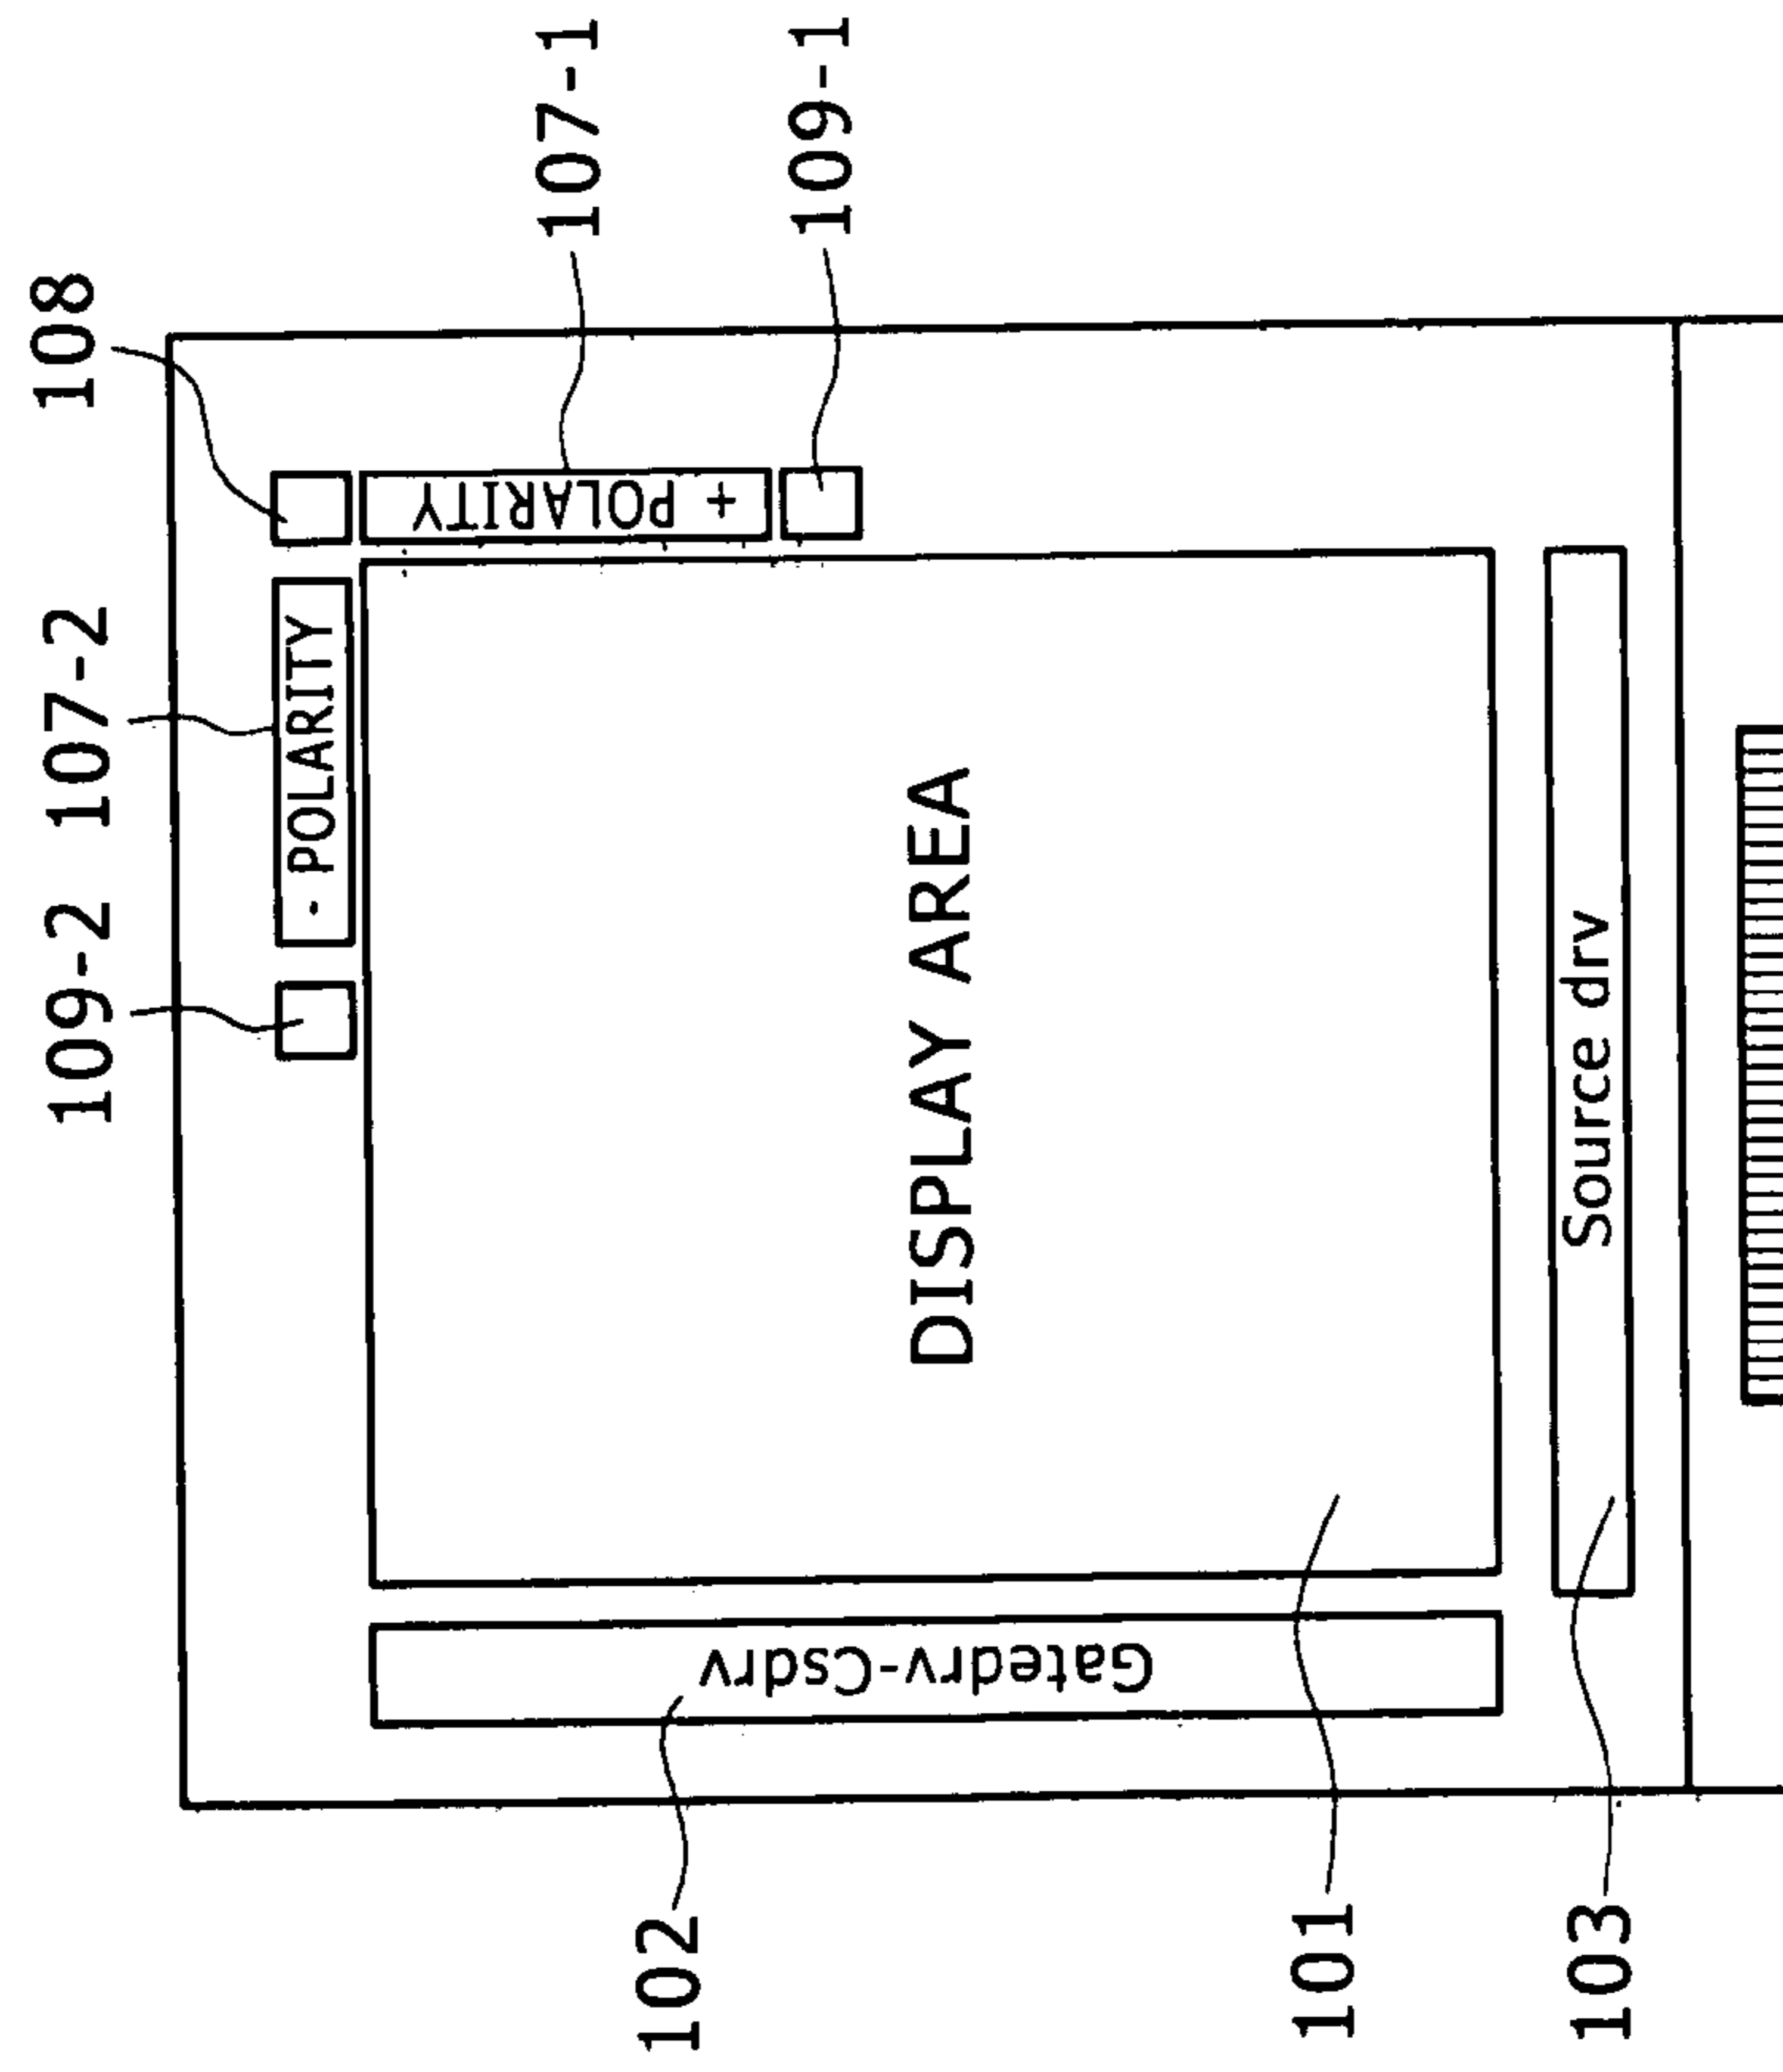 108
107-1
109-1
109-2
107-2
- POLARITY
+ POLARITY
DISPLAY AREA
Source drv
Gatedrv-Csdrv
102
101
103